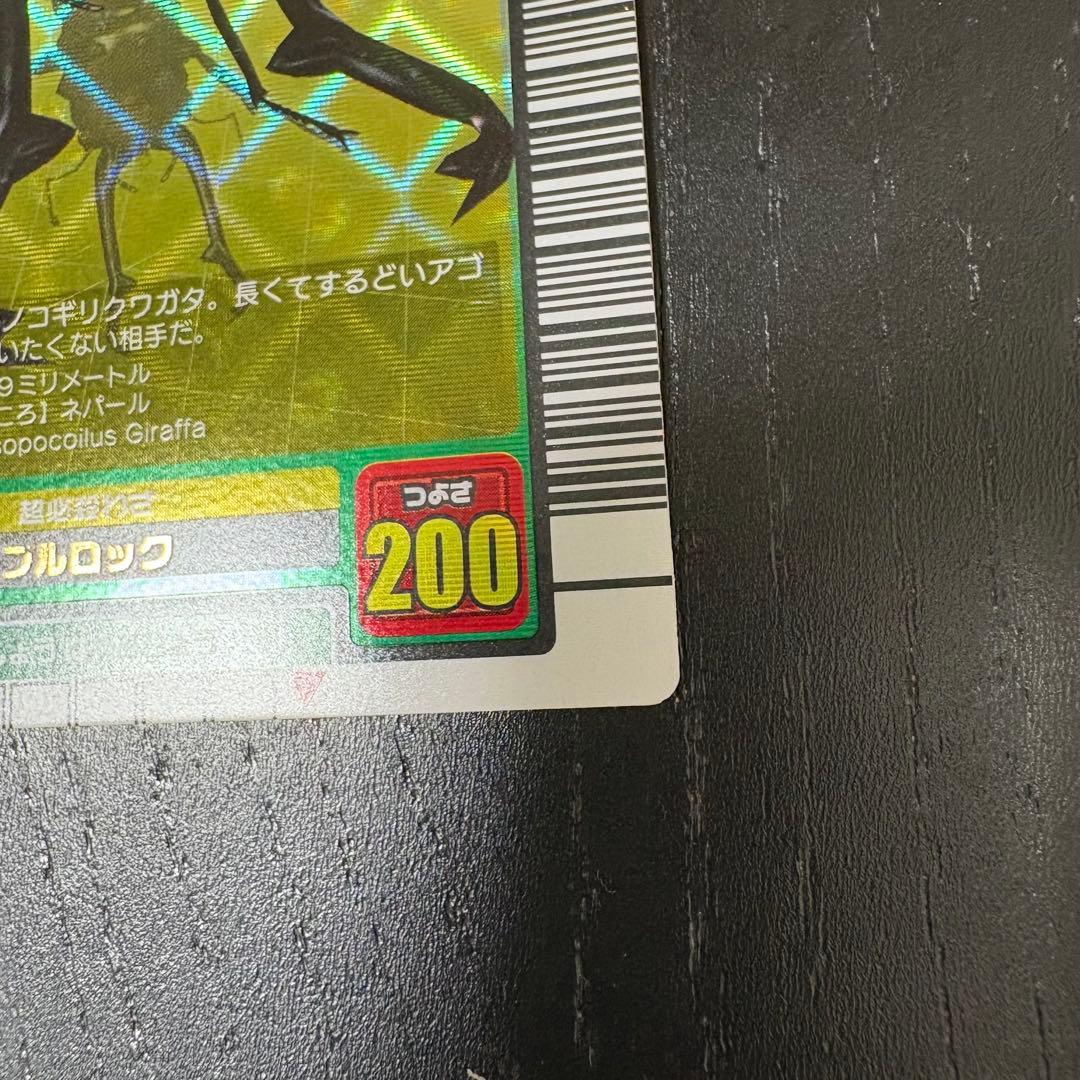 ノコギリクワガタ。長くてするどいアゴ
いたくない相手だ。
9ミリメートル
ころ】ネパール
sopocoilus Giraffa
超必殺わざ
つよさ
200
ンルロック